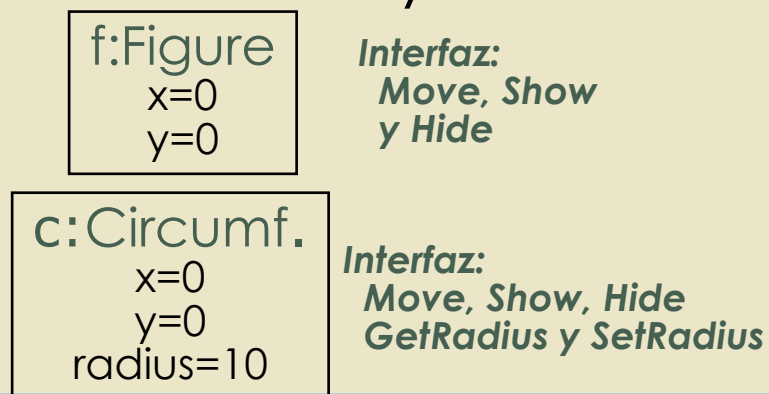 y
f:Figure
x=0
y=0
Interfaz:
Move, Show
y Hide
c:Circumf.
x=0
y=0
radius=10
Interfaz:
Move, Show, Hide
GetRadius y SetRadius